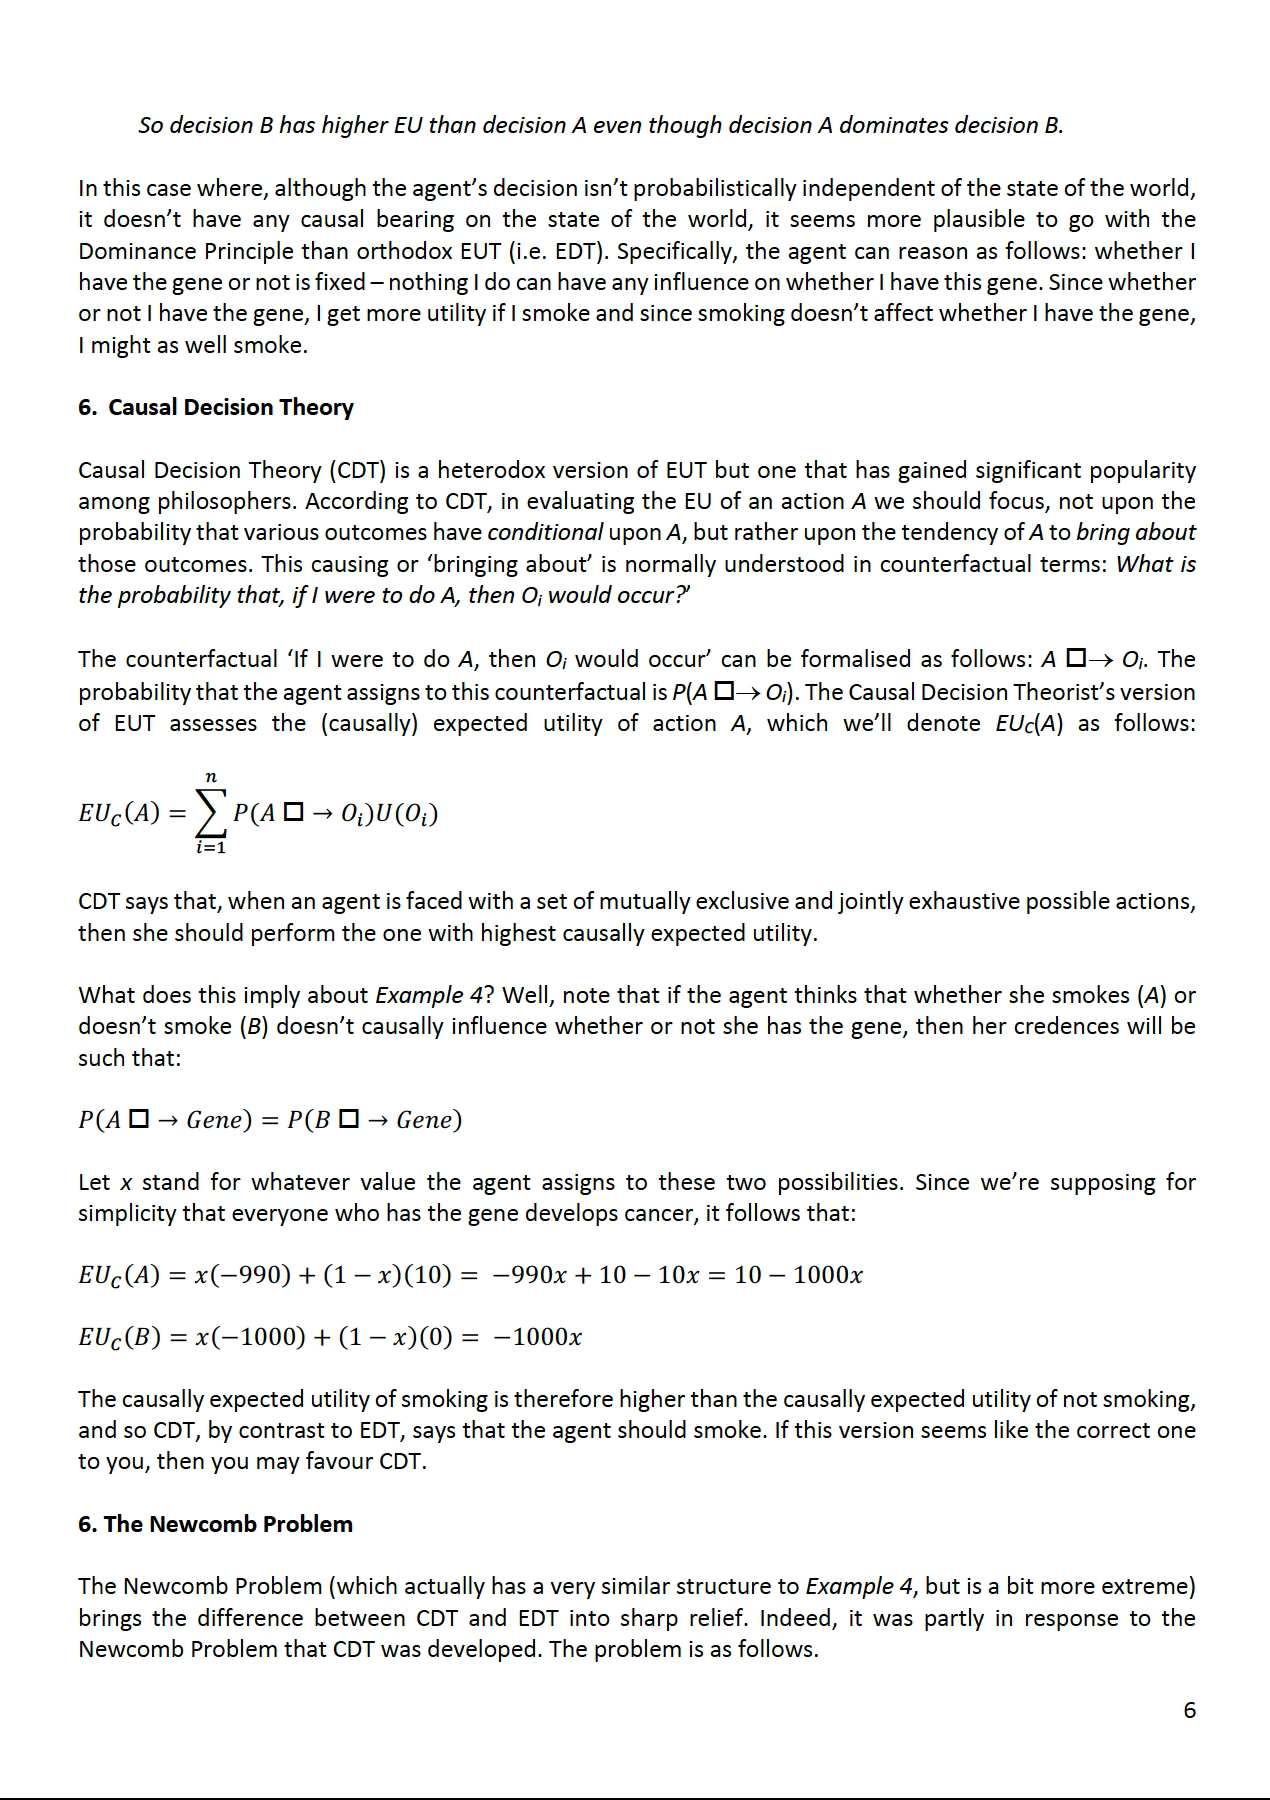 So decision B has higher EU than decision A even though decision A dominates decision B.
In this case where, although the agent’s decision isn’t probabilistically independent of the state of the world,
it doesn’t have any causal bearing on the state of the world, it seems more plausible to go with the
Dominance Principle than orthodox EUT (i.e. EDT). Specifically, the agent can reason as follows: whether I
have the gene or not is fixed – nothing I do can have any influence on whether I have this gene. Since whether
or not I have the gene, I get more utility if I smoke and since smoking doesn’t affect whether I have the gene,
I might as well smoke.
6. Causal Decision Theory
Causal Decision Theory (CDT) is a heterodox version of EUT but one that has gained significant popularity
among philosophers. According to CDT, in evaluating the EU of an action A we should focus, not upon the
probability that various outcomes have conditional upon A, but rather upon the tendency of A to bring about
those outcomes. This causing or ‘bringing about’ is normally understood in counterfactual terms: What is
the probability that, if I were to do A, then Oi would occur?’
The counterfactual ‘If I were to do A, then Oi would occur’ can be formalised as follows: A □→ Oi. The
probability that the agent assigns to this counterfactual is P(A □→ Oi). The Causal Decision Theorist’s version
of EUT assesses the (causally) expected utility of action A, which we’ll denote EUC(A) as follows:
EU_C(A) = ∑_{i=1}^{n} P(A □ → O_i)U(O_i)
CDT says that, when an agent is faced with a set of mutually exclusive and jointly exhaustive possible actions,
then she should perform the one with highest causally expected utility.
What does this imply about Example 4? Well, note that if the agent thinks that whether she smokes (A) or
doesn’t smoke (B) doesn’t causally influence whether or not she has the gene, then her credences will be
such that:
P(A □ → Gene) = P(B □ → Gene)
Let x stand for whatever value the agent assigns to these two possibilities. Since we’re supposing for
simplicity that everyone who has the gene develops cancer, it follows that:
EU_C(A) = x(−990) + (1 − x)(10) = −990x + 10 − 10x = 10 − 1000x
EU_C(B) = x(−1000) + (1 − x)(0) = −1000x
The causally expected utility of smoking is therefore higher than the causally expected utility of not smoking,
and so CDT, by contrast to EDT, says that the agent should smoke. If this version seems like the correct one
to you, then you may favour CDT.
6. The Newcomb Problem
The Newcomb Problem (which actually has a very similar structure to Example 4, but is a bit more extreme)
brings the difference between CDT and EDT into sharp relief. Indeed, it was partly in response to the
Newcomb Problem that CDT was developed. The problem is as follows.
6